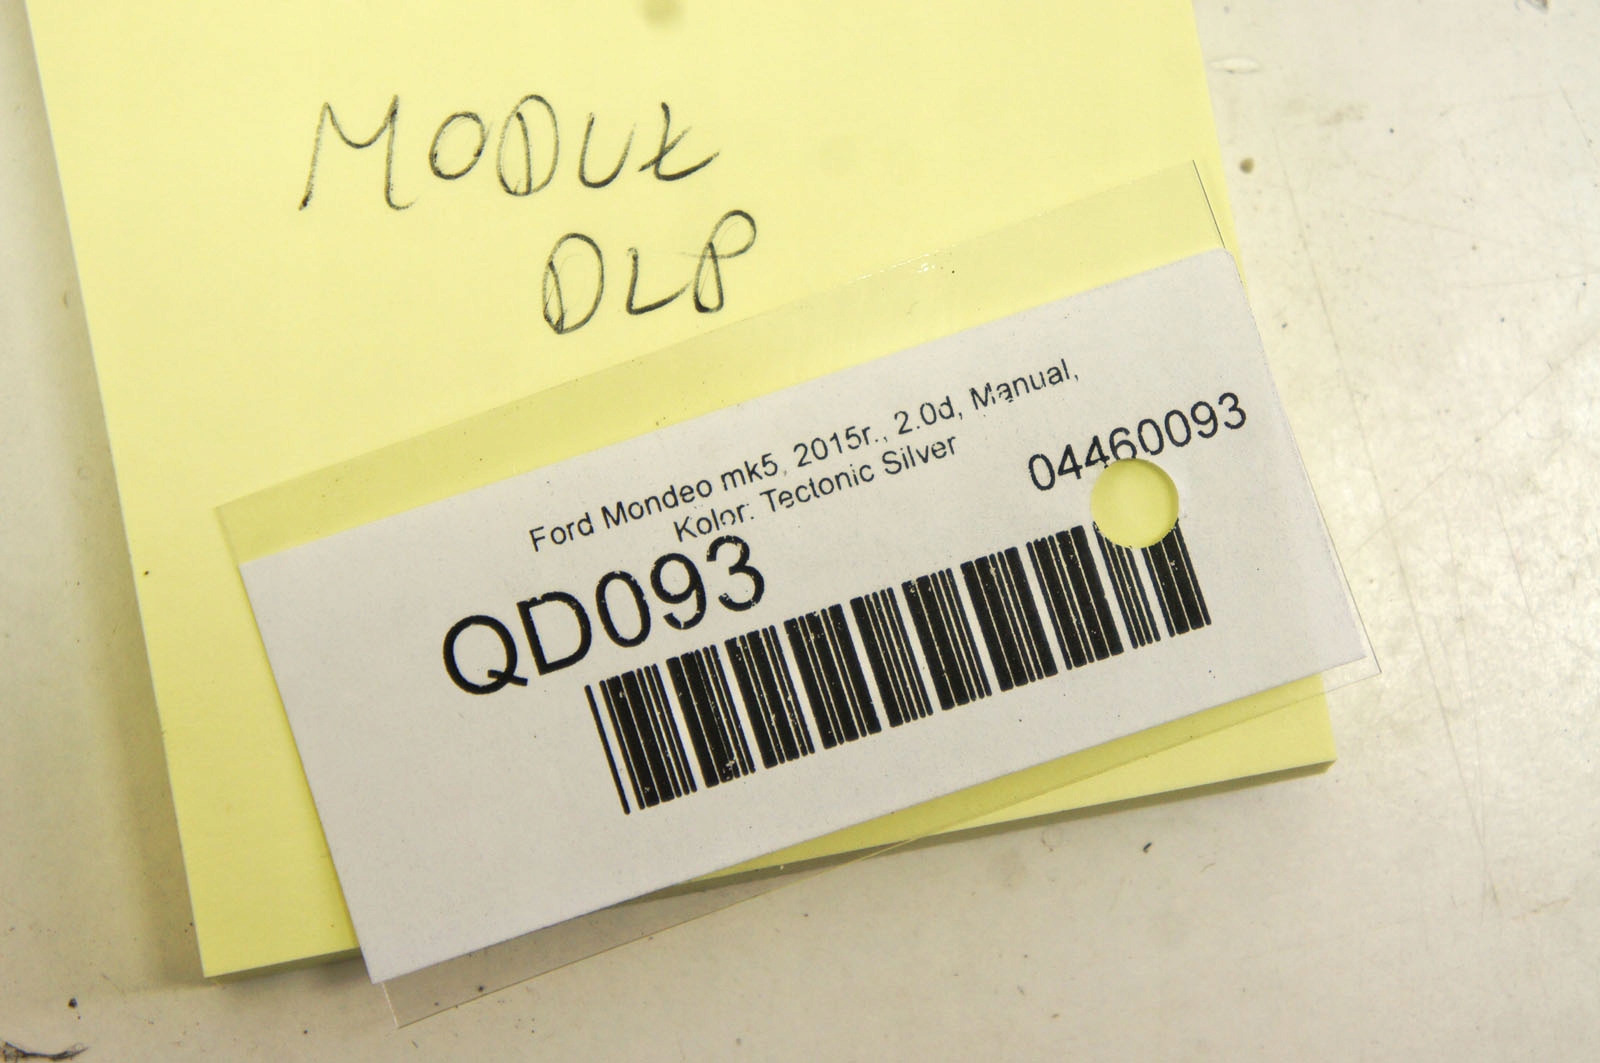 MODUŁ
DLP
Ford Mondeo mk5, 2015r., 2.0d, Manual,
Kolor: Tectonic Silver
04460093
QD093